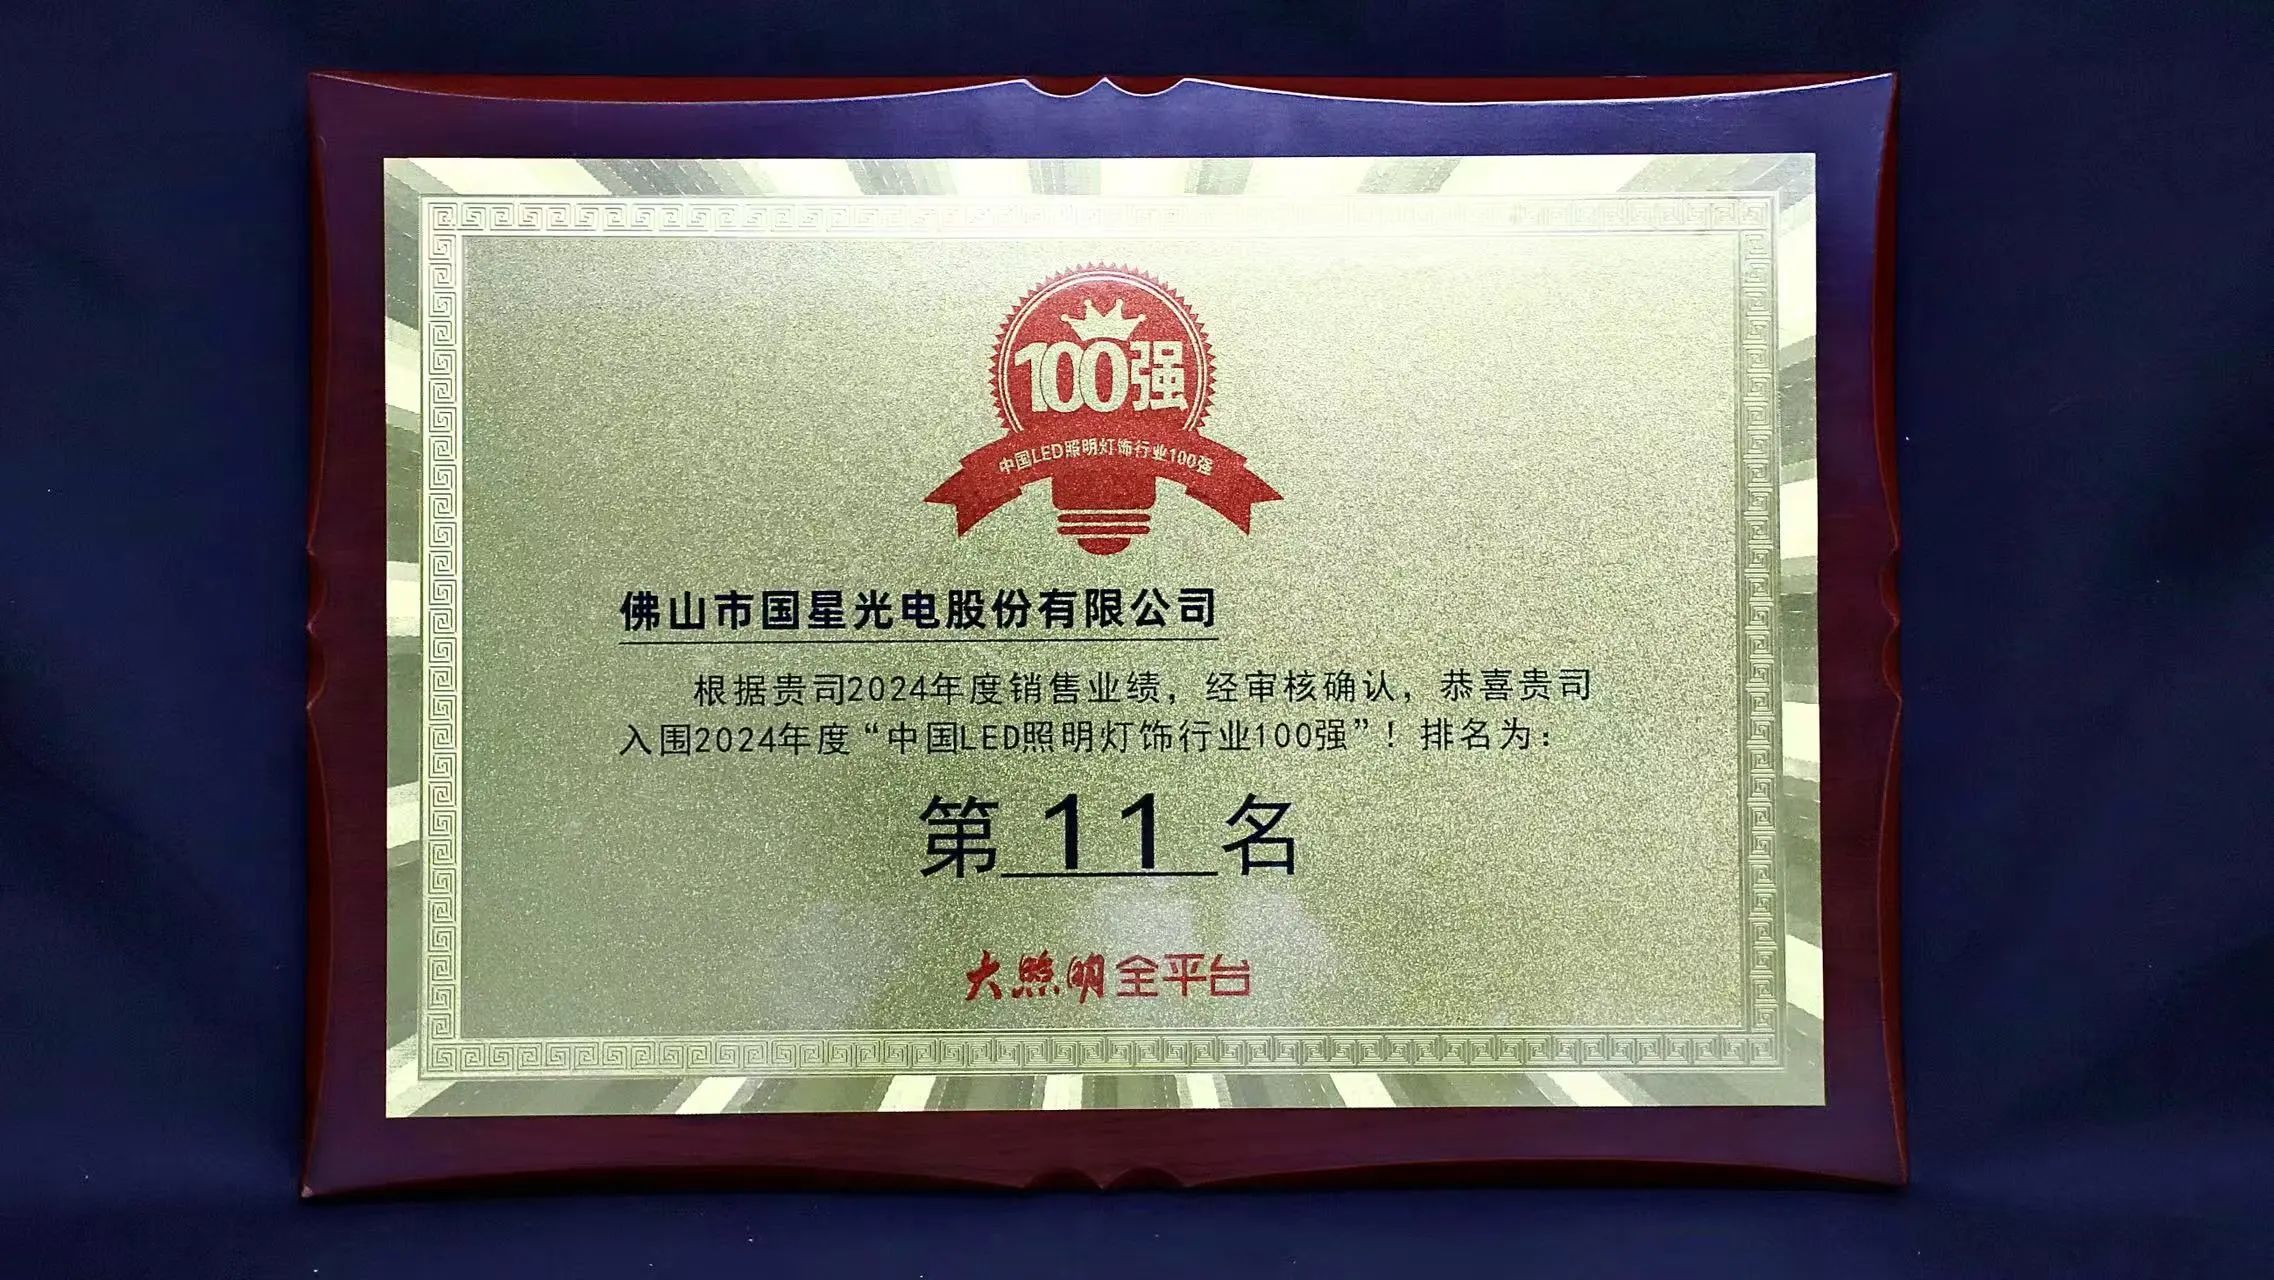 100强
中国LED照明灯饰行业100强
佛山市国星光电股份有限公司
根据贵司2024年度销售业绩，经审核确认，恭喜贵司
入围2024年度“中国LED照明灯饰行业100强”！排名为：
第 11 名
大照明全平台